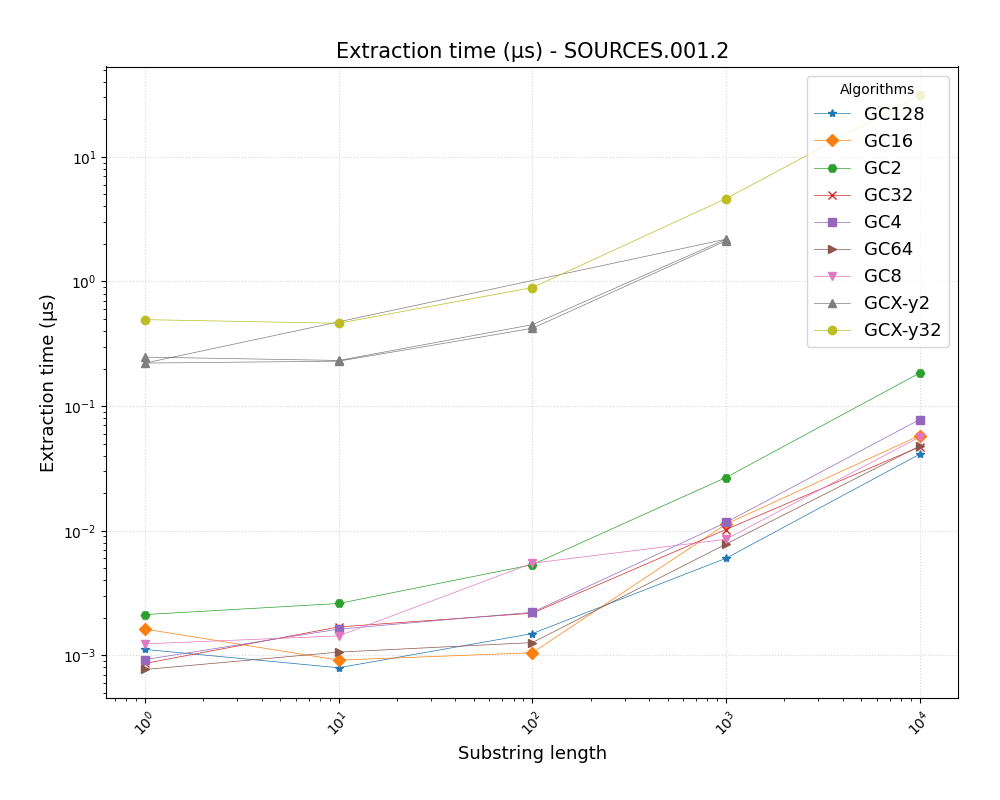 Extraction time (µs) - SOURCES.001.2
Algorithms
GC128
GC16
GC2
GC32
GC4
GC64
GC8
GCX-y2
GCX-y32
Extraction time (µs)
10¹
10⁰
10⁻¹
10⁻²
10⁻³
10⁰ 10¹ 10² 10³ 10⁴
Substring length